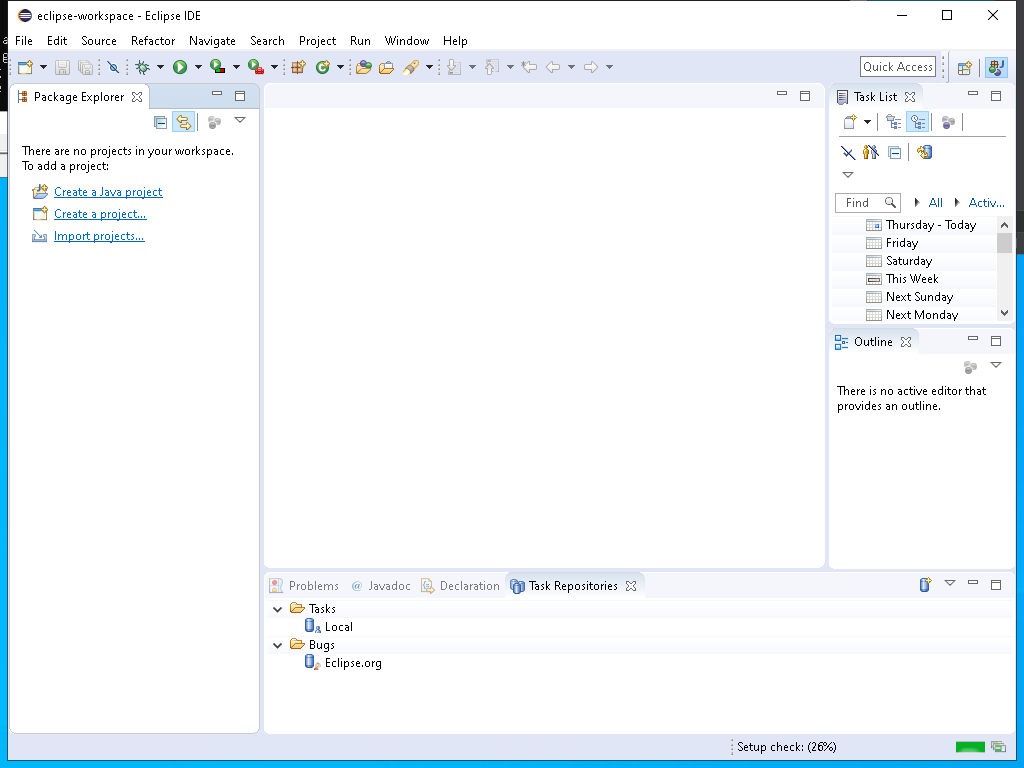 eclipse-workspace - Eclipse IDE
File Edit Source Refactor Navigate Search Project Run Window Help
Quick Access
Package Explorer
There are no projects in your workspace.
To add a project:
Create a Java project
Create a project...
Import projects...
Task List
Find All Activ...
Thursday - Today
Friday
Saturday
This Week
Next Sunday
Next Monday
Outline
There is no active editor that
provides an outline.
Problems @ Javadoc Declaration Task Repositories
Tasks
Local
Bugs
Eclipse.org
Setup check: (26%)